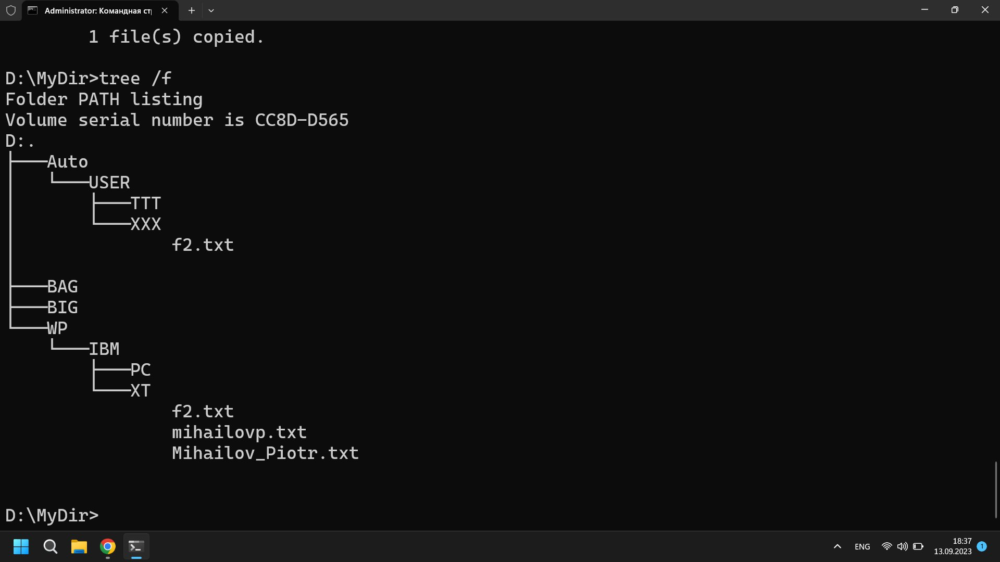 Administrator: Командная ст
1 file(s) copied.
D:\MyDir>tree /f
Folder PATH listing
Volume serial number is CC8D-D565
D:.
├───Auto
│   └───USER
│       ├───TTT
│       └───XXX
│               f2.txt
│
├───BAG
├───BIG
└───WP
    └───IBM
        ├───PC
        └───XT
                f2.txt
                mihailovp.txt
                Mihailov_Piotr.txt
D:\MyDir>
ENG
18:37
13.09.2023
1